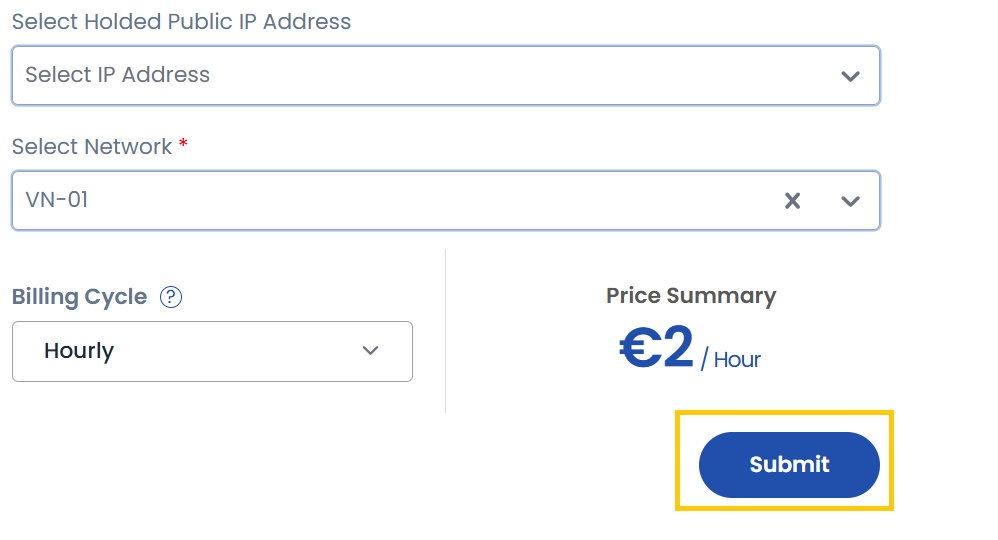 Select Holded Public IP Address
Select IP Address
Select Network *
VN-01
Billing Cycle ?
Hourly
Price Summary
€2 / Hour
Submit